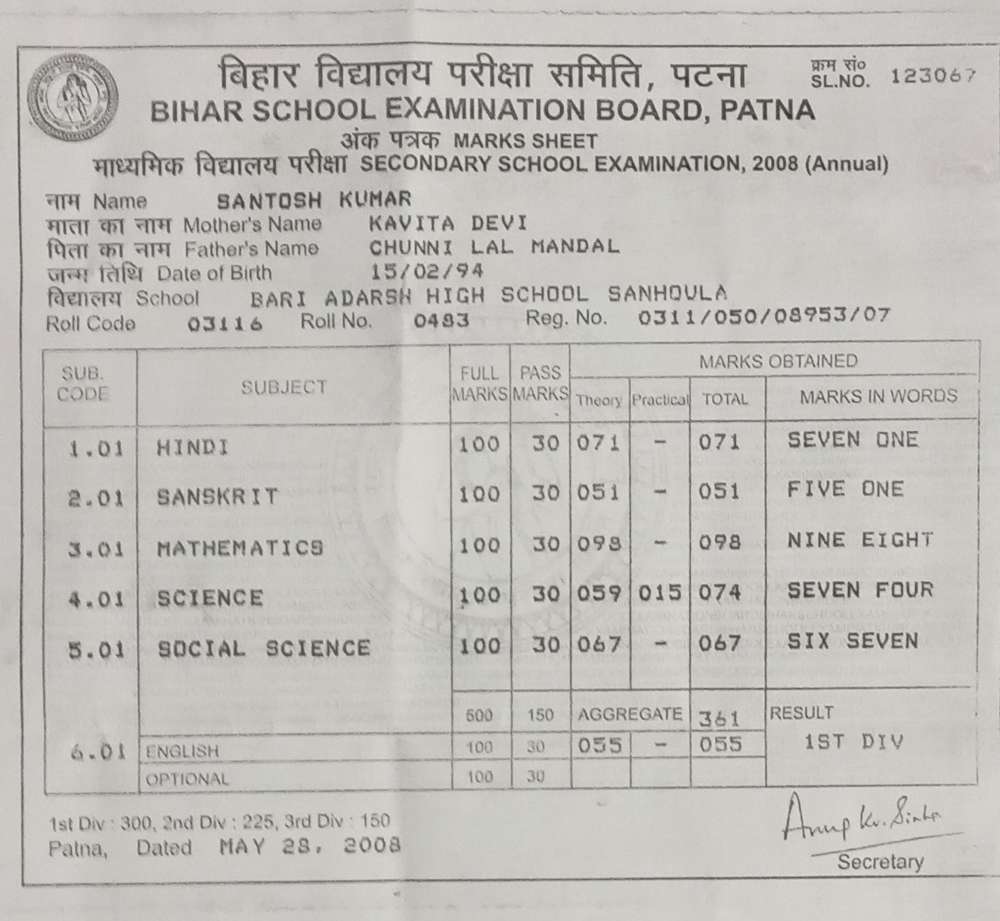 बिहार विद्यालय परीक्षा समिति, पटना
क्रम सं०
SL.NO. 123067
BIHAR SCHOOL EXAMINATION BOARD, PATNA
अंक पत्रक MARKS SHEET
माध्यमिक विद्यालय परीक्षा SECONDARY SCHOOL EXAMINATION, 2008 (Annual)
नाम Name SANTOSH KUMAR
माता का नाम Mother's Name KAVITA DEVI
पिता का नाम Father's Name CHUNNI LAL MANDAL
जन्म तिथि Date of Birth 15/02/94
विद्यालय School BARI ADARSH HIGH SCHOOL SANHOULA
Roll Code 03116 Roll No. 0483 Reg. No. 0311/050/08953/07
SUB. CODE SUBJECT FULL MARKS PASS MARKS MARKS OBTAINED
Theory Practical TOTAL MARKS IN WORDS
1.01 HINDI 100 30 071 - 071 SEVEN ONE
2.01 SANSKRIT 100 30 051 - 051 FIVE ONE
3.01 MATHEMATICS 100 30 098 - 098 NINE EIGHT
4.01 SCIENCE 100 30 059 015 074 SEVEN FOUR
5.01 SOCIAL SCIENCE 100 30 067 - 067 SIX SEVEN
500 150 AGGREGATE 361 RESULT
6.01 ENGLISH 100 30 055 - 055 1ST DIV
OPTIONAL 100 30
1st Div : 300, 2nd Div : 225, 3rd Div : 150
Patna, Dated MAY 28, 2008
Anup Kr. Sinha
Secretary